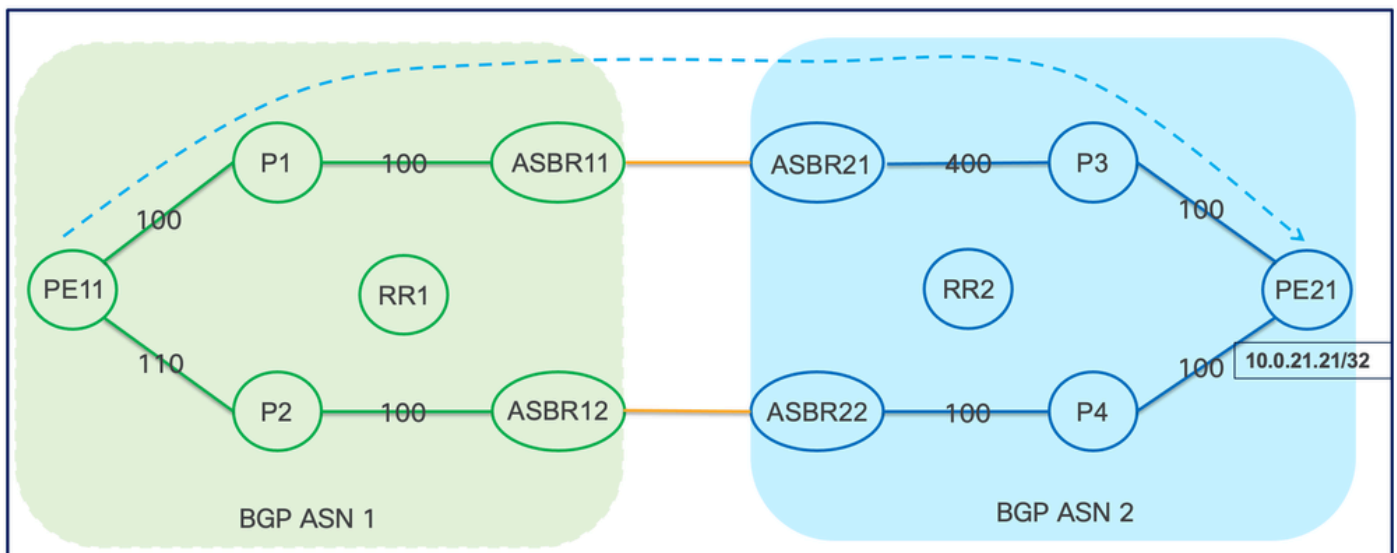 P1
100
ASBR11
ASBR21
400
P3
100
100
PE11
RR1
RR2
PE21
110
100
10.0.21.21/32
P2
100
ASBR12
ASBR22
100
P4
BGP ASN 1
BGP ASN 2